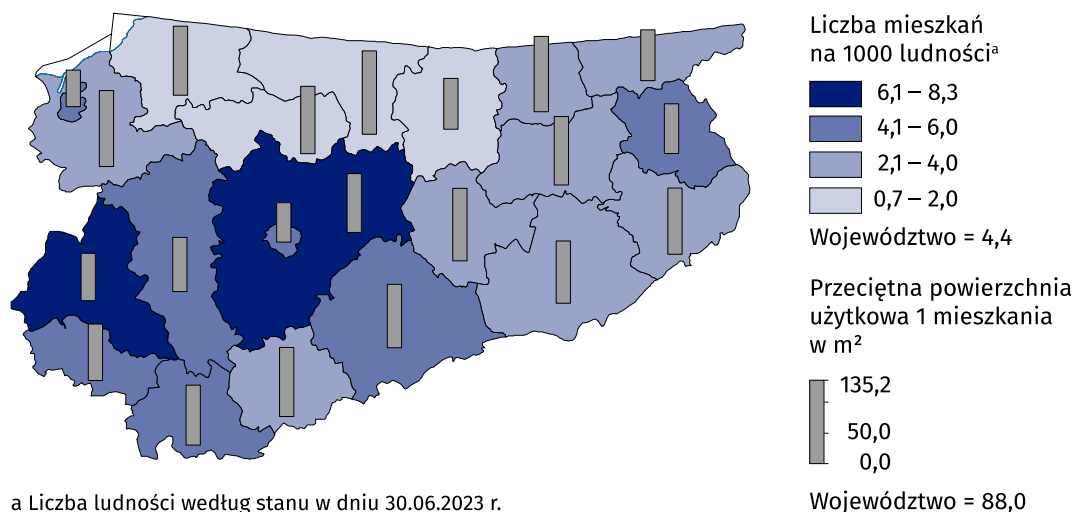 Liczba mieszkań
na 1000 ludnościᵃ
6,1 – 8,3
4,1 – 6,0
2,1 – 4,0
0,7 – 2,0
Województwo = 4,4
Przeciętna powierzchnia
użytkowa 1 mieszkania
w m²
135,2
50,0
0,0
Województwo = 88,0
a Liczba ludności według stanu w dniu 30.06.2023 r.